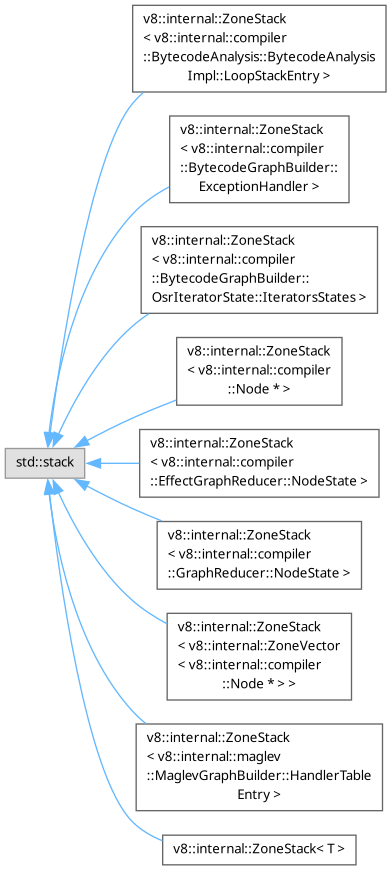 v8::internal::ZoneStack
< v8::internal::compiler
::BytecodeAnalysis::BytecodeAnalysis
Impl::LoopStackEntry >
v8::internal::ZoneStack
< v8::internal::compiler
::BytecodeGraphBuilder::
ExceptionHandler >
v8::internal::ZoneStack
< v8::internal::compiler
::BytecodeGraphBuilder::
OsrIteratorState::IteratorsStates >
v8::internal::ZoneStack
< v8::internal::compiler
::Node * >
std::stack
v8::internal::ZoneStack
< v8::internal::compiler
::EffectGraphReducer::NodeState >
v8::internal::ZoneStack
< v8::internal::compiler
::GraphReducer::NodeState >
v8::internal::ZoneStack
< v8::internal::ZoneVector
< v8::internal::compiler
::Node * > >
v8::internal::ZoneStack
< v8::internal::maglev
::MaglevGraphBuilder::HandlerTable
Entry >
v8::internal::ZoneStack< T >